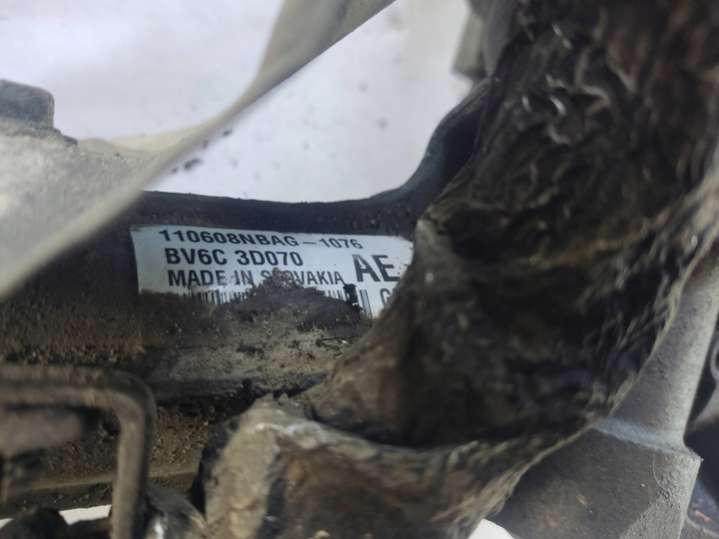 110608NBAG-1076
BV6C 3D070 AE
MADE IN SLOVAKIA